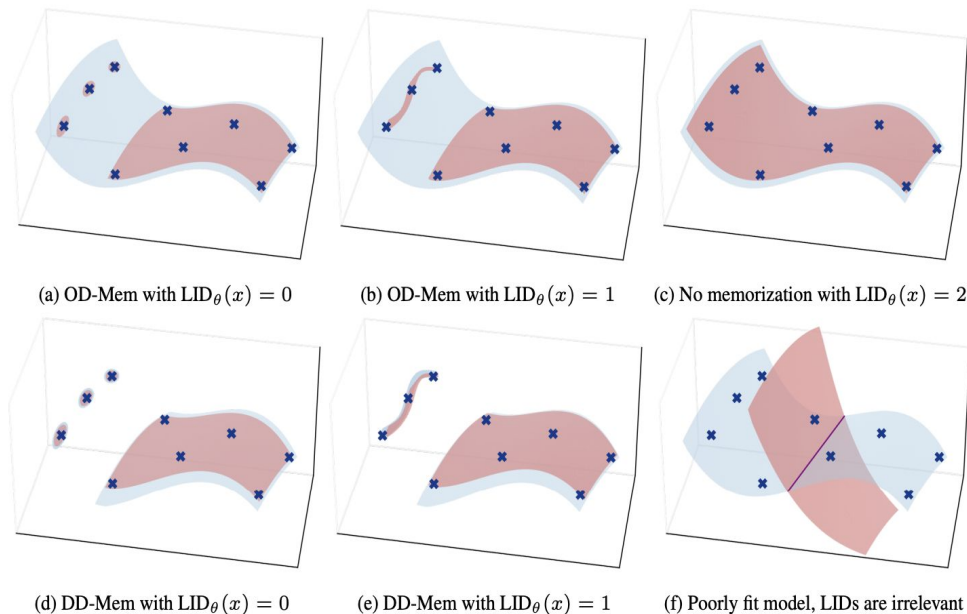 (a) OD-Mem with LID_θ(x) = 0
(b) OD-Mem with LID_θ(x) = 1
(c) No memorization with LID_θ(x) = 2
(d) DD-Mem with LID_θ(x) = 0
(e) DD-Mem with LID_θ(x) = 1
(f) Poorly fit model, LIDs are irrelevant